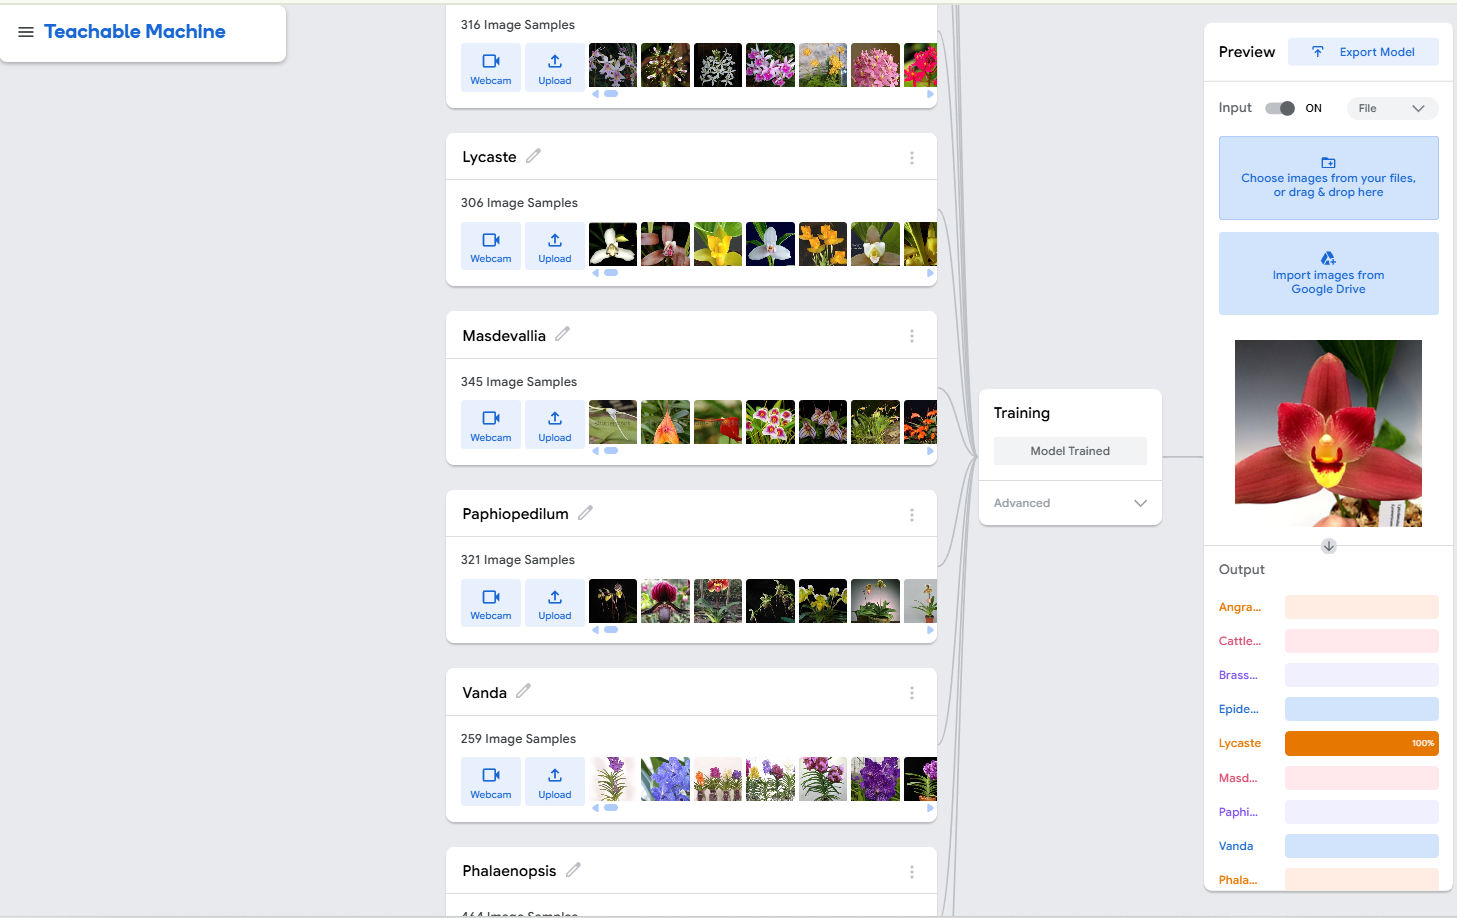 Teachable Machine
316 Image Samples
Webcam
Upload
Lycaste
306 Image Samples
Webcam
Upload
Masdevallia
345 Image Samples
Webcam
Upload
Paphiopedilum
321 Image Samples
Webcam
Upload
Vanda
259 Image Samples
Webcam
Upload
Phalaenopsis
464 Image Samples
Training
Model Trained
Advanced
Preview
Export Model
Input
ON
File
Choose images from your files,
or drag & drop here
Import images from
Google Drive
Output
Angra...
Cattle...
Brass...
Epide...
Lycaste
100%
Masd...
Paphi...
Vanda
Phala...